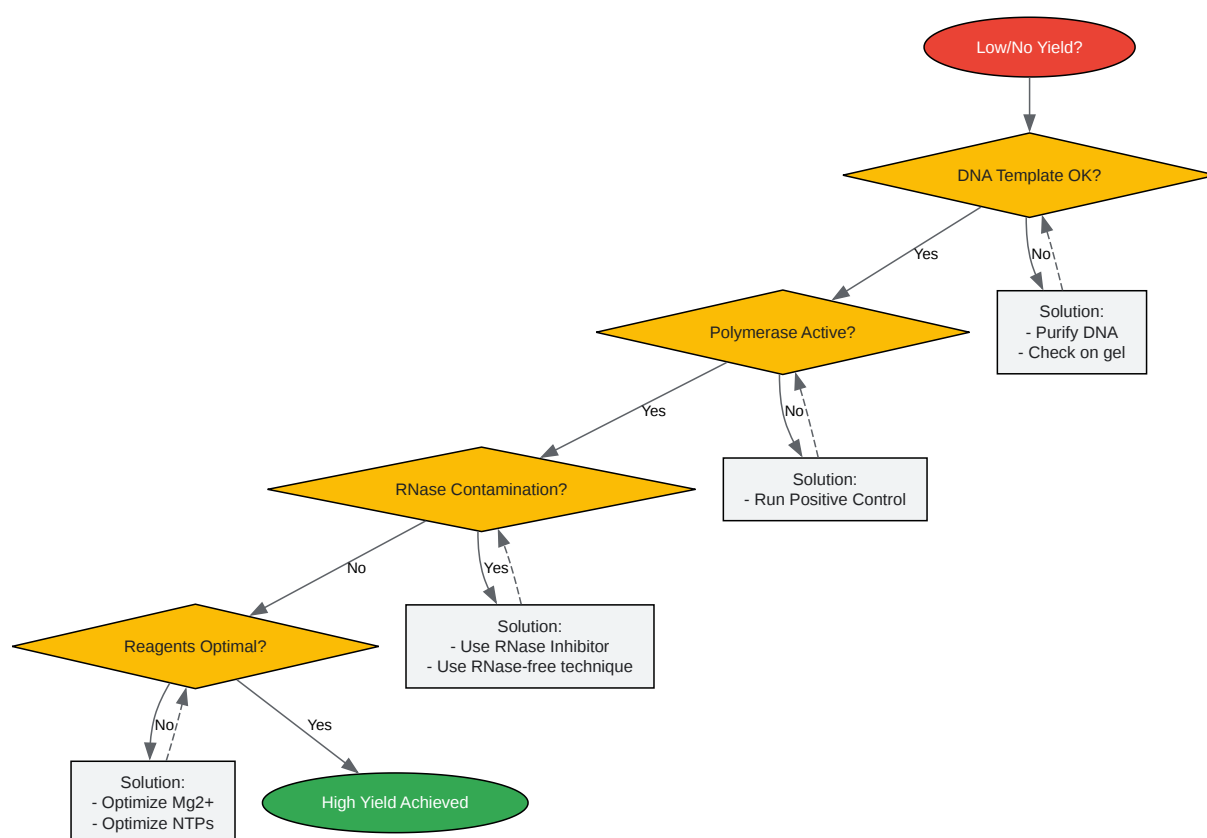 Low/No Yield?
DNA Template OK?
Yes
No
Solution:
- Purify DNA
- Check on gel
Polymerase Active?
Yes
No
Solution:
- Run Positive Control
RNase Contamination?
No
Yes
Solution:
- Use RNase Inhibitor
- Use RNase-free technique
Reagents Optimal?
No
Yes
Solution:
- Optimize Mg2+
- Optimize NTPs
High Yield Achieved